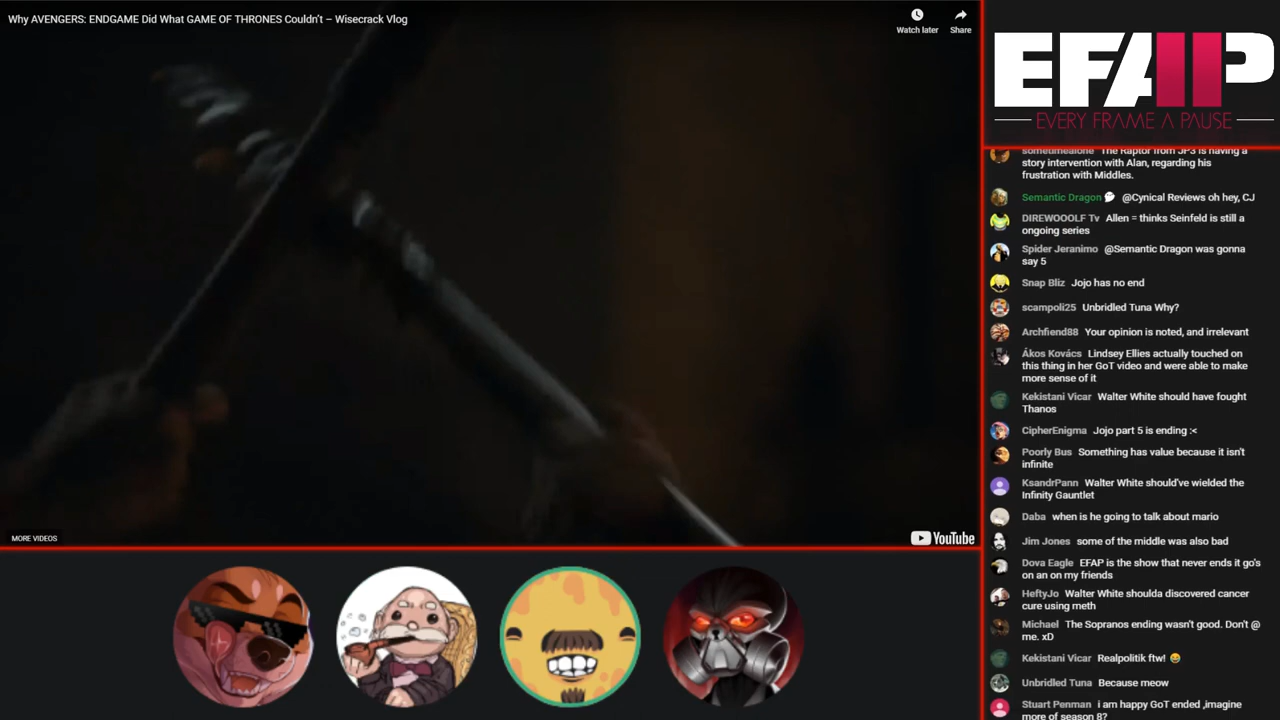 Why AVENGERS: ENDGAME Did What GAME OF THRONES Couldn't – Wisecrack Vlog
Watch later
Share
MORE VIDEOS
YouTube
EFAP
EVERY FRAME A PAUSE
sometimealone The Raptor from JP3 is having a
story intervention with Alan, regarding his
frustration with Middles.
Semantic Dragon @Cynical Reviews oh hey, CJ
DIREWOOOLF Tv Allen = thinks Seinfeld is still a
ongoing series
Spider Jeranimo @Semantic Dragon was gonna
say 5
Snap Bliz Jojo has no end
scampoli25 Unbridled Tuna Why?
Archfiend88 Your opinion is noted, and irrelevant
Ákos Kovács Lindsey Ellies actually touched on
this thing in her GoT video and were able to make
more sense of it
Kekistani Vicar Walter White should have fought
Thanos
CipherEnigma Jojo part 5 is ending :<
Poorly Bus Something has value because it isn't
infinite
KsandrPann Walter White should've wielded the
Infinity Gauntlet
Daba when is he going to talk about mario
Jim Jones some of the middle was also bad
Dova Eagle EFAP is the show that never ends it go's
on an on my friends
HeftyJo Walter White shoulda discovered cancer
cure using meth
Michael The Sopranos ending wasn't good. Don't @
me. xD
Kekistani Vicar Realpolitik ftw! 😆
Unbridled Tuna Because meow
Stuart Penman i am happy GoT ended ,imagine
more of season 8?